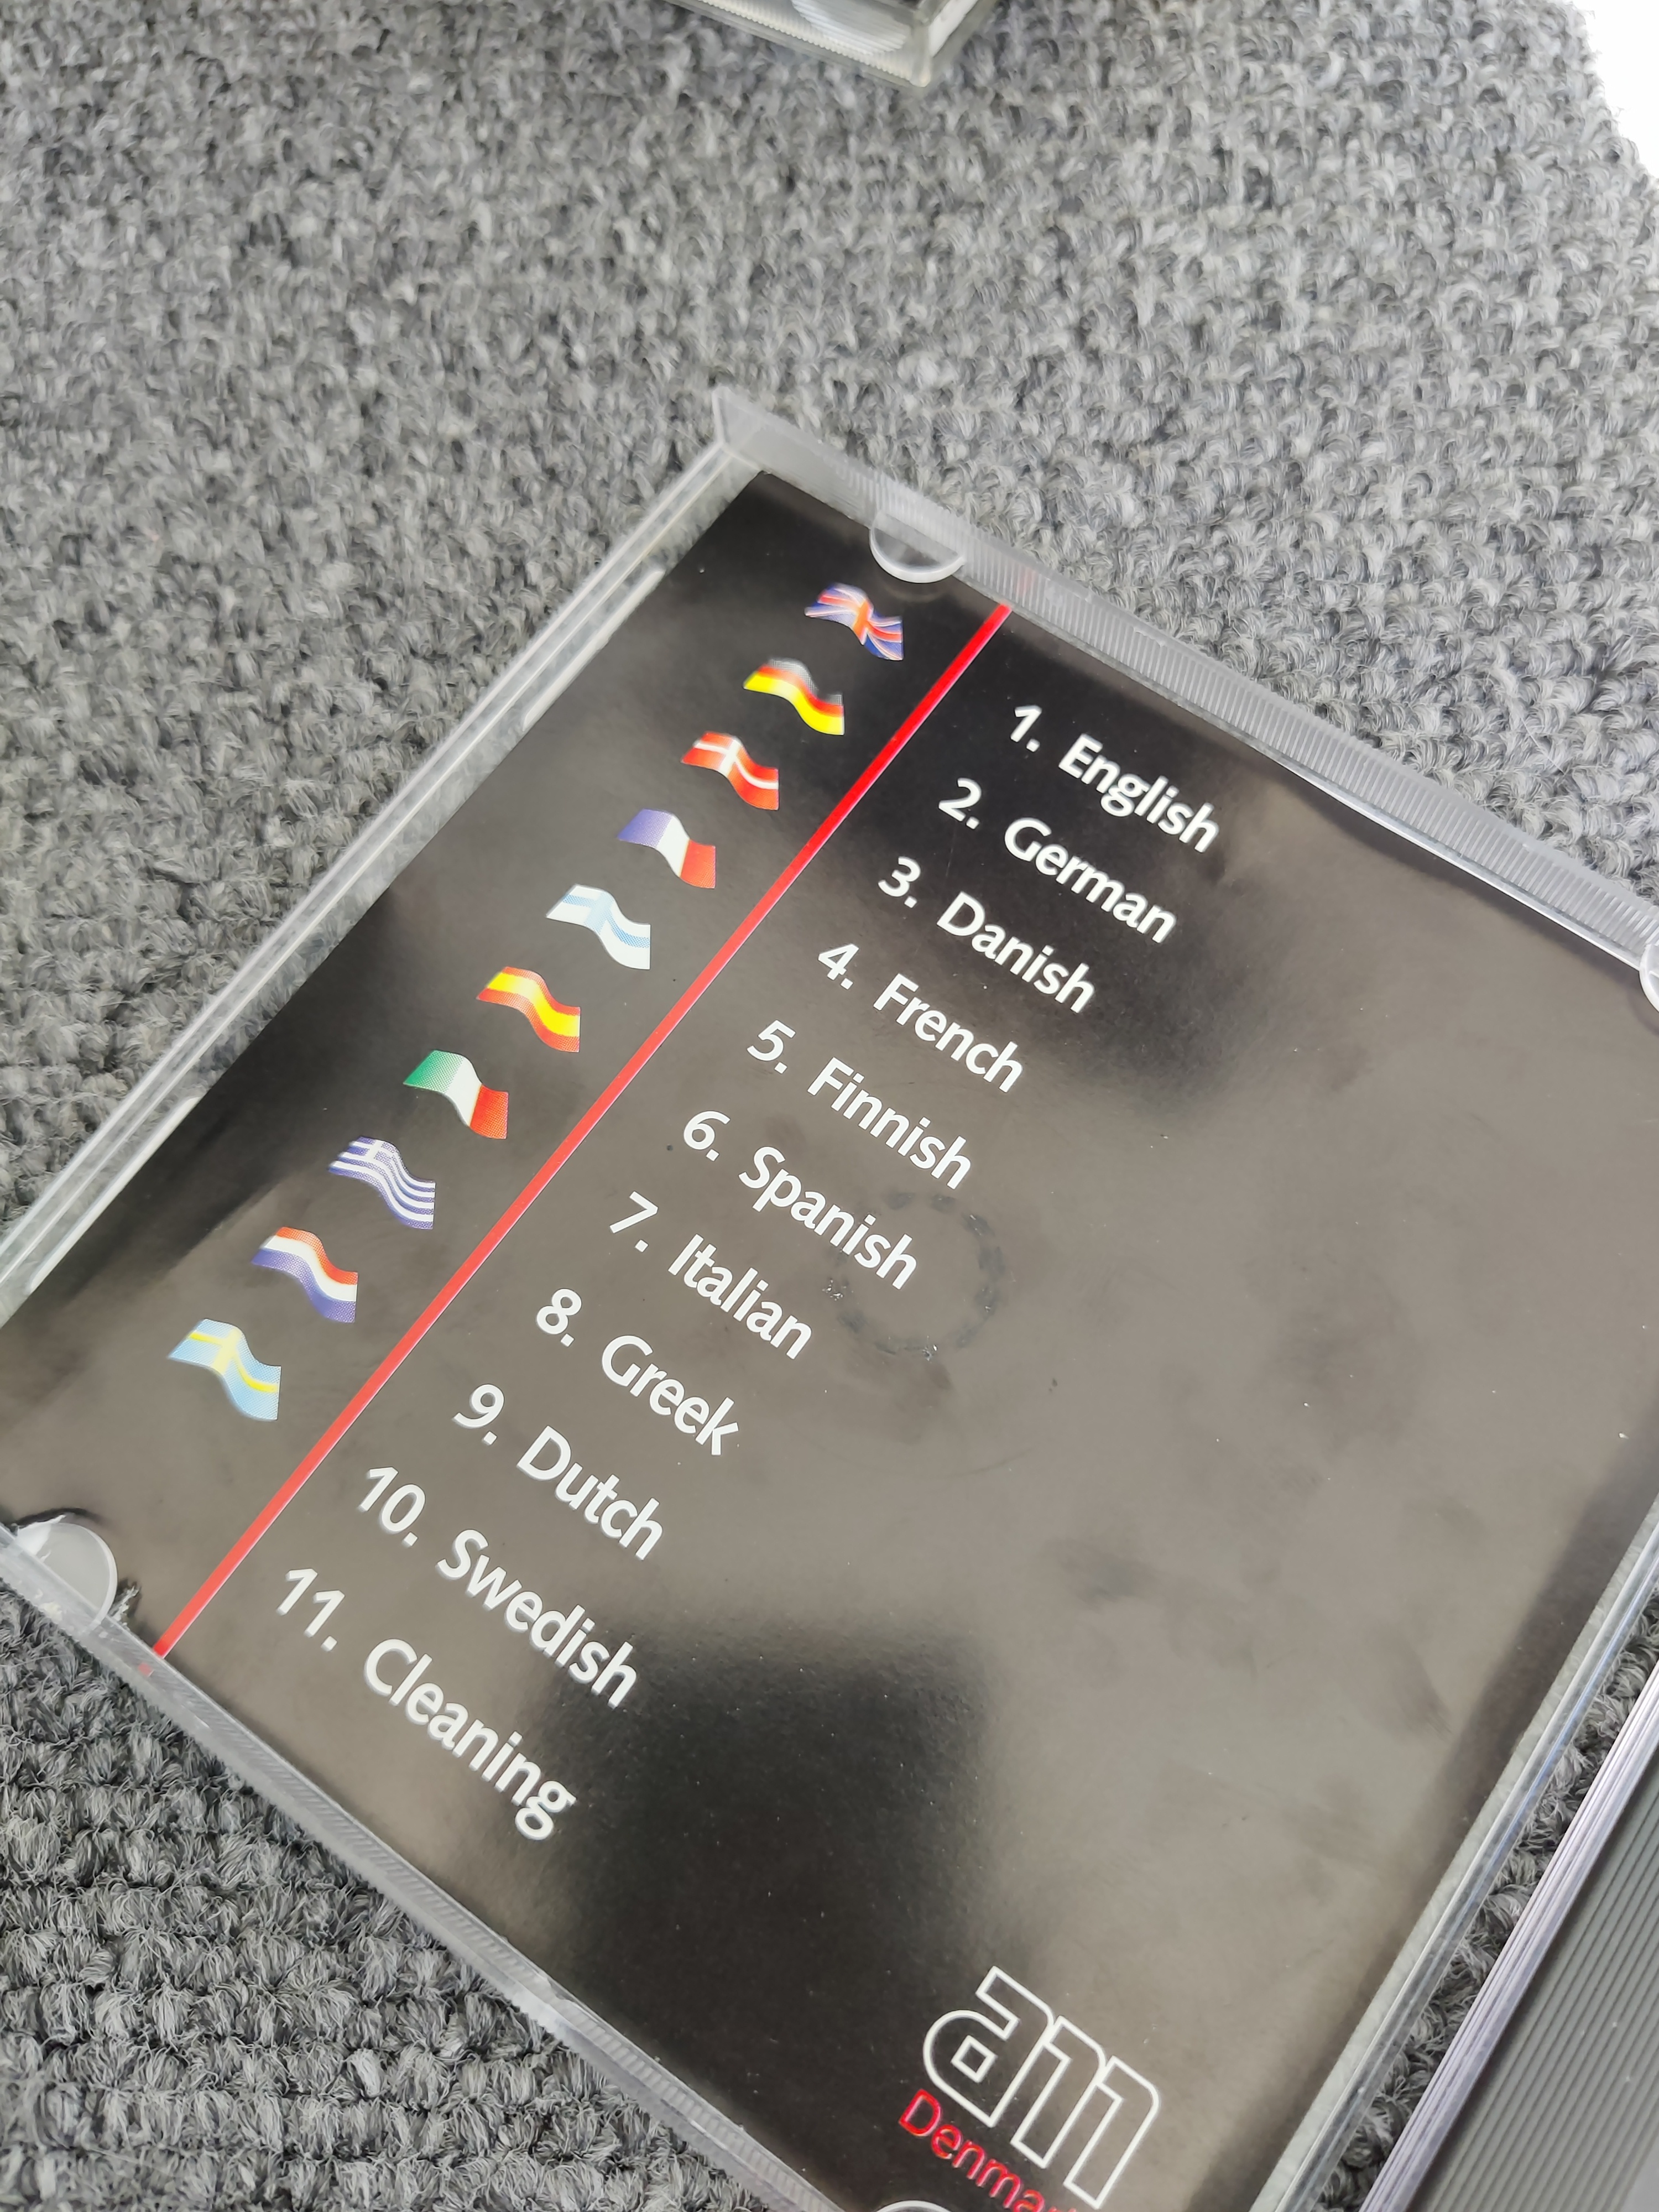 1. English
2. German
3. Danish
4. French
5. Finnish
6. Spanish
7. Italian
8. Greek
9. Dutch
10. Swedish
11. Cleaning
am